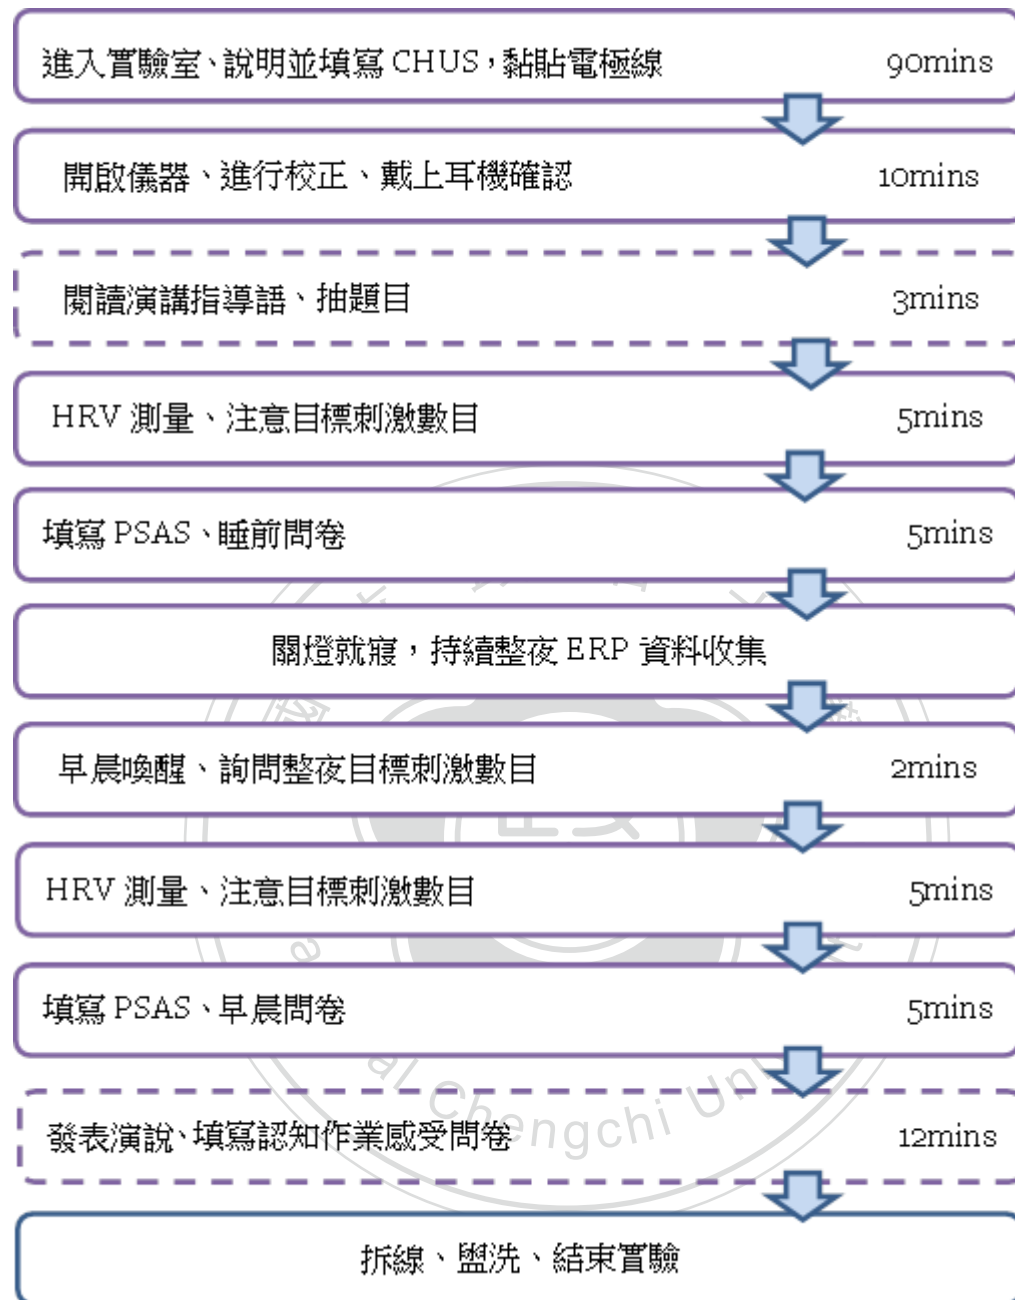 進入實驗室、說明並填寫 CHUS，黏貼電極線 90mins
開啟儀器、進行校正、戴上耳機確認 10mins
閱讀演講指導語、抽題目 3mins
HRV 測量、注意目標刺激數目 5mins
填寫 PSAS、睡前問卷 5mins
關燈就寢，持續整夜 ERP 資料收集
早晨喚醒、詢問整夜目標刺激數目 2mins
HRV 測量、注意目標刺激數目 5mins
填寫 PSAS、早晨問卷 5mins
發表演說、填寫認知作業感受問卷 12mins
拆線、盥洗、結束實驗
al Chengchi Uni